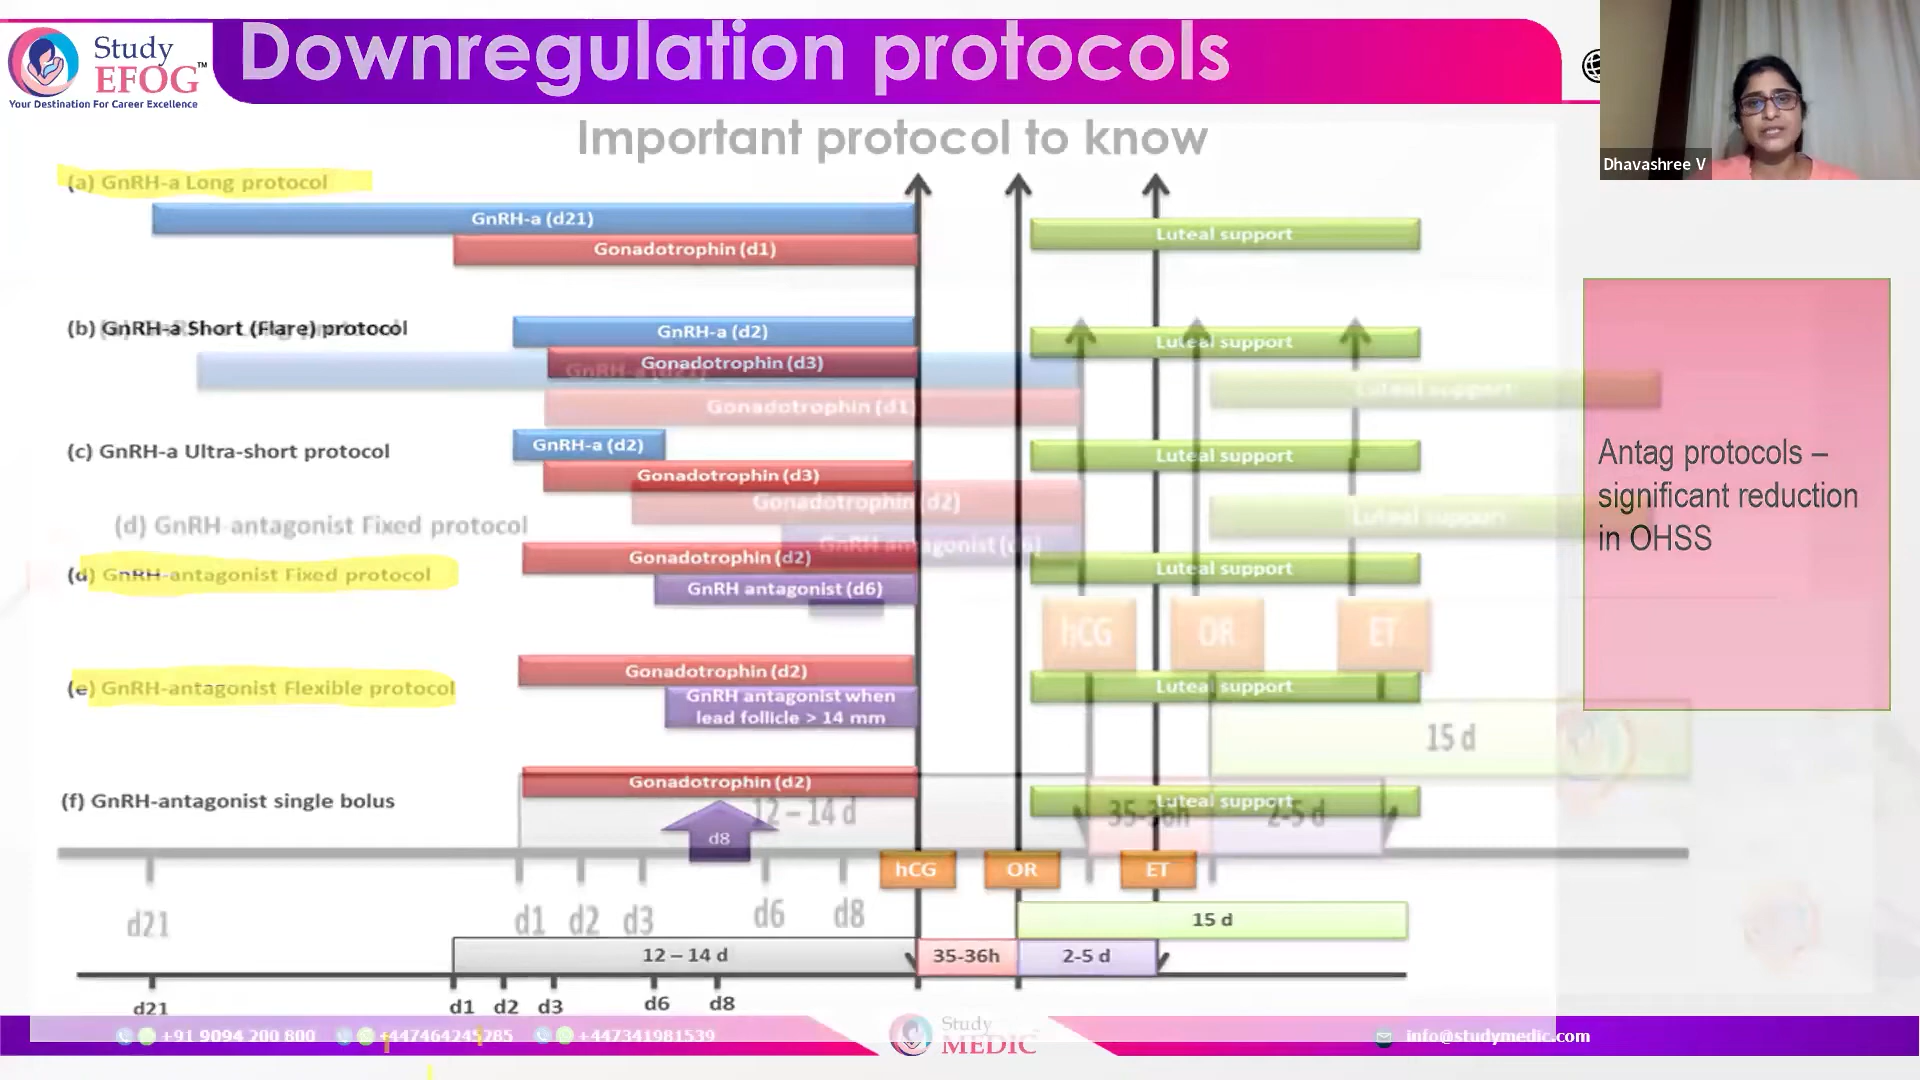 Study
EFOG™
Your Destination For Career Excellence
Downregulation protocols
Dhavashree V
Important protocol to know
(a) GnRH-a Long protocol
GnRH-a (d21)
Gonadotrophin (d1)
Luteal support
(b) GnRH-a Short (Flare) protocol
GnRH-a (d2)
Gonadotrophin (d3)
Luteal support
GnRH-a (d21)
Luteal support
Gonadotrophin (d1)
(c) GnRH-a Ultra-short protocol
GnRH-a (d2)
Gonadotrophin (d3)
Luteal support
Gonadotrophin (d2)
Luteal support
(d) GnRH-antagonist Fixed protocol
GnRH antagonist (d6)
(d) GnRH-antagonist Fixed protocol
Gonadotrophin (d2)
GnRH antagonist (d6)
Luteal support
hCG
OR
ET
(e) GnRH-antagonist Flexible protocol
Gonadotrophin (d2)
GnRH antagonist when
lead follicle > 14 mm
Luteal support
15 d
(f) GnRH-antagonist single bolus
Gonadotrophin (d2)
d8
Luteal support
12 – 14 d
35-36h
2-5 d
hCG
OR
ET
d21
d1
d2
d3
d6
d8
15 d
12 – 14 d
35-36h
2-5 d
d21
d1
d2
d3
d6
d8
Antag protocols –
significant reduction
in OHSS
+91 9094 200 800
+447464245285
+447341981539
Study
MEDIC
info@studymedic.com